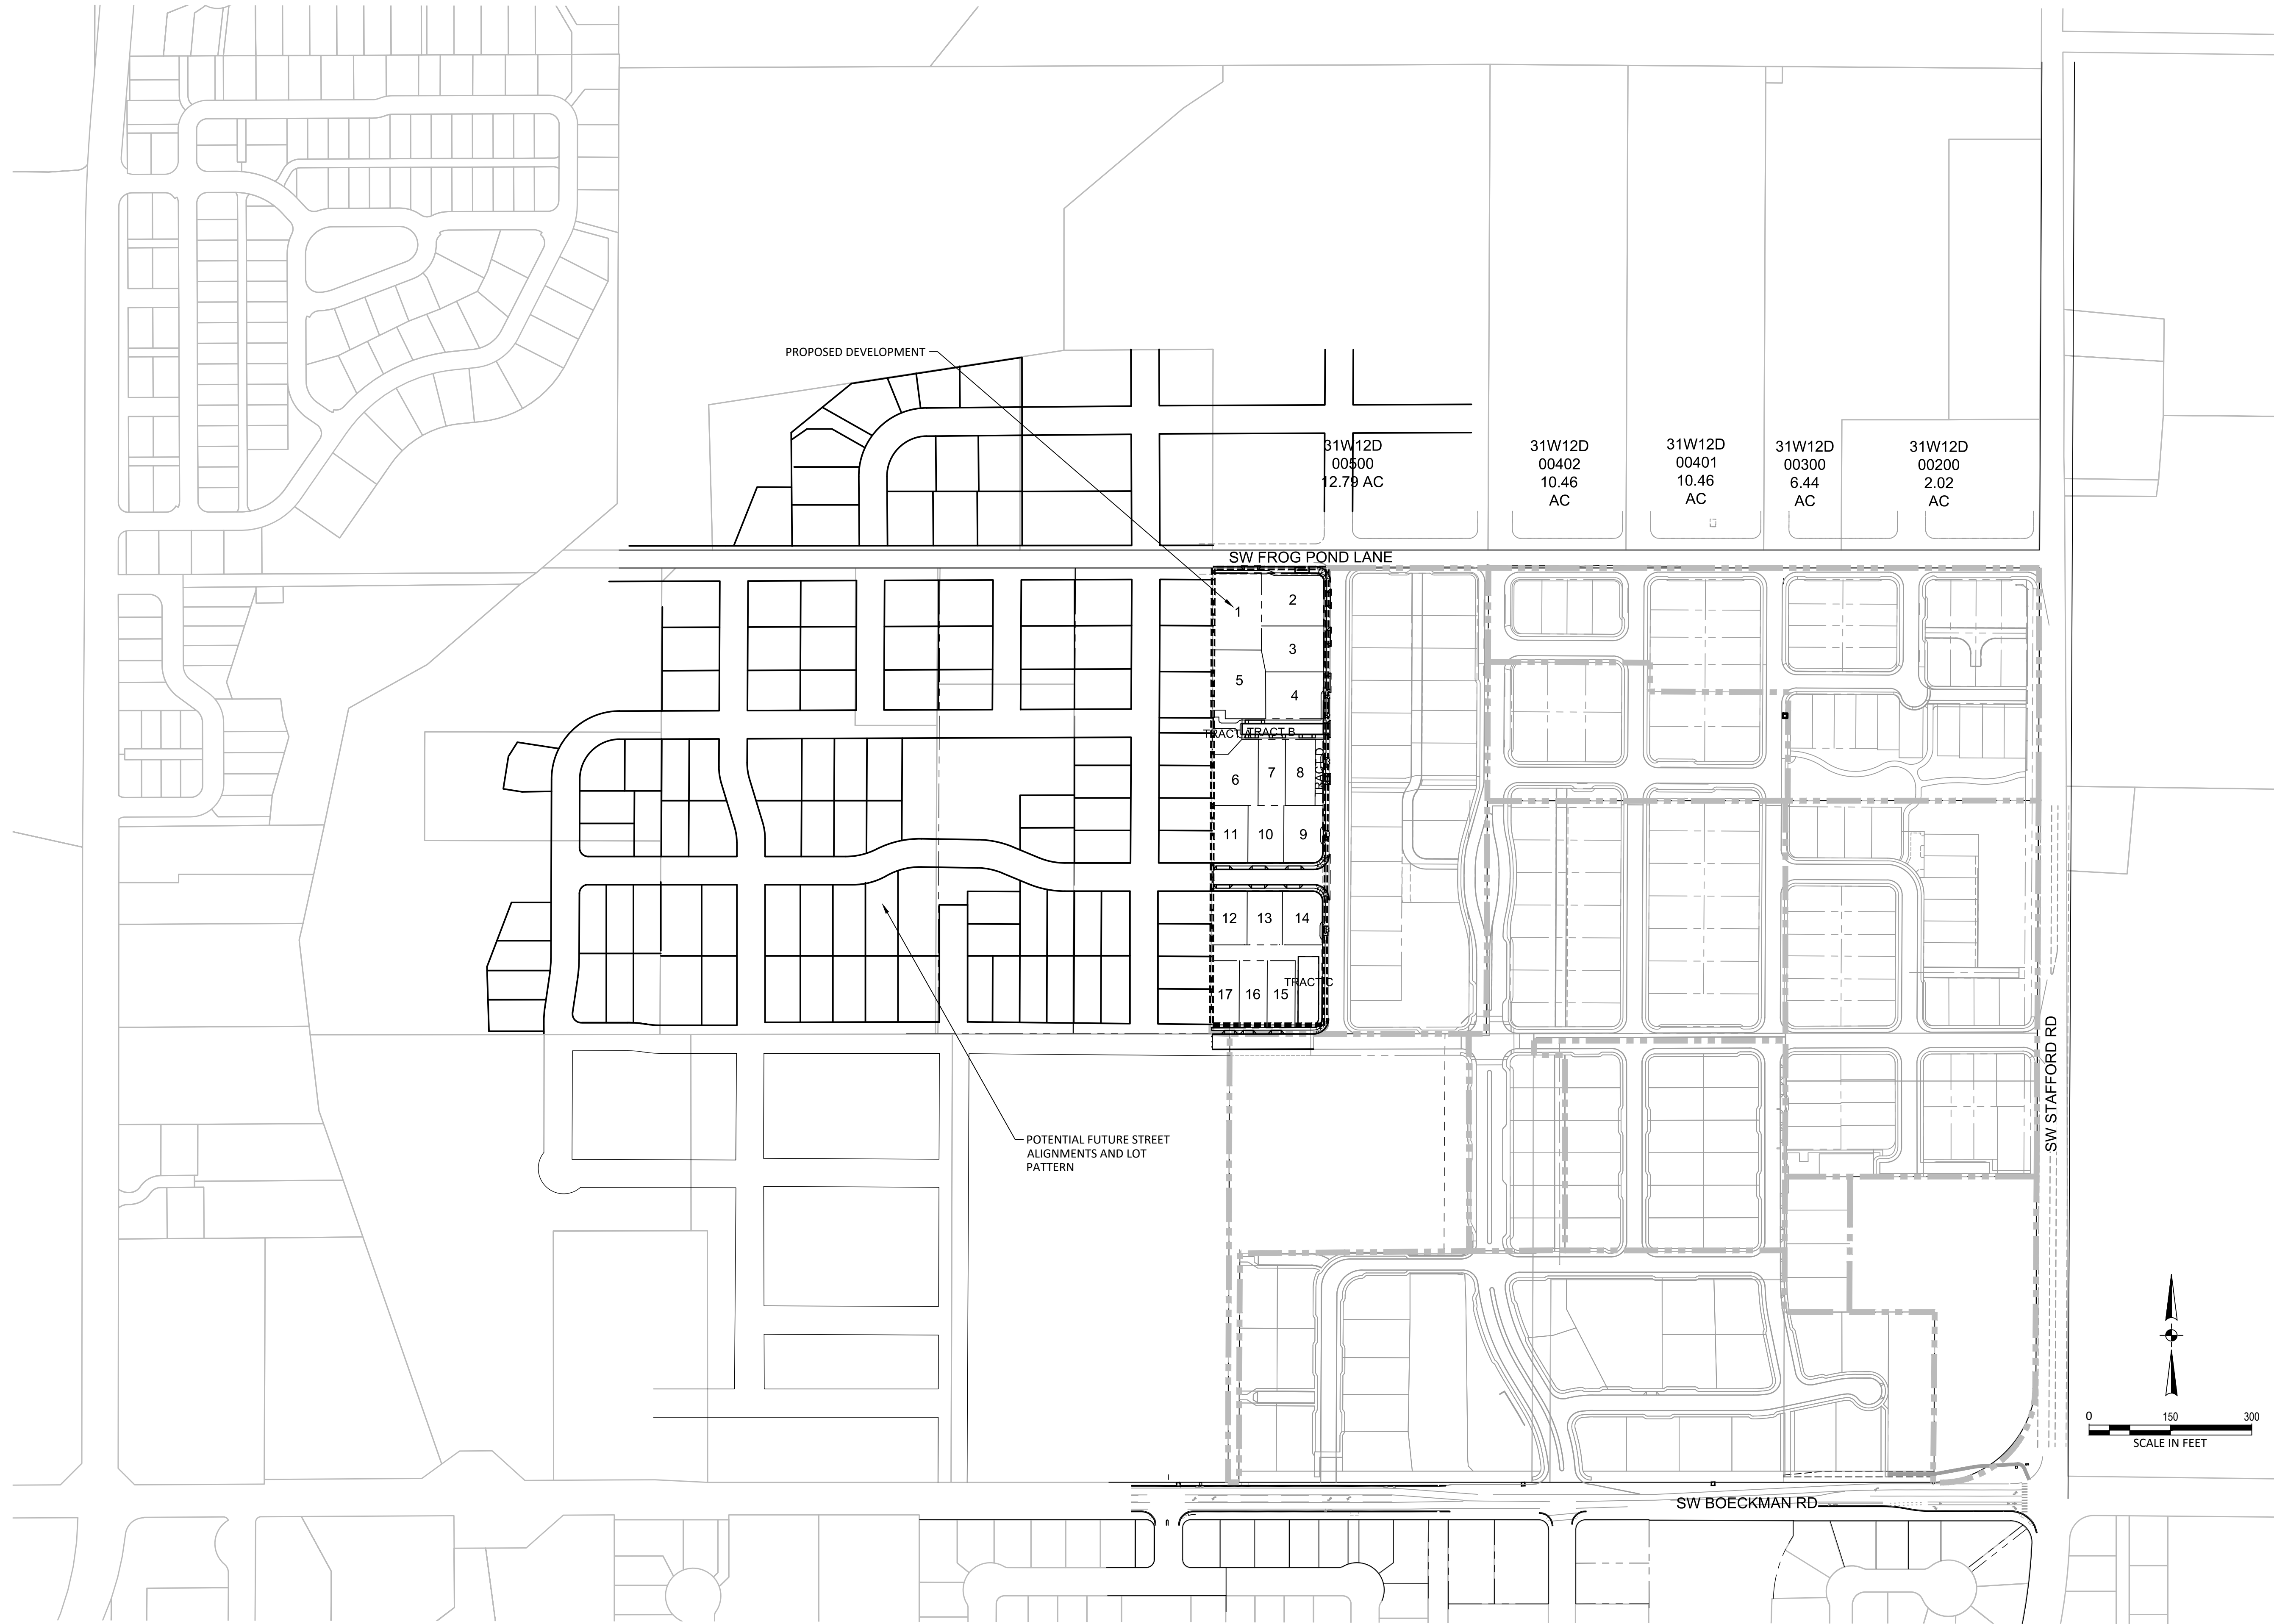 PROPOSED DEVELOPMENT
31W12D
00500
12.79 AC
31W12D
00402
10.46
AC
31W12D
00401
10.46
AC
31W12D
00300
6.44
AC
31W12D
00200
2.02
AC
SW FROG POND LANE
1
2
3
5
4
TRACT A
TRACT B
TRACT D
6
7
8
11
10
9
12
13
14
TRACT C
17
16
15
SW STAFFORD RD
POTENTIAL FUTURE STREET
ALIGNMENTS AND LOT
PATTERN
0 150 300
SCALE IN FEET
SW BOECKMAN RD